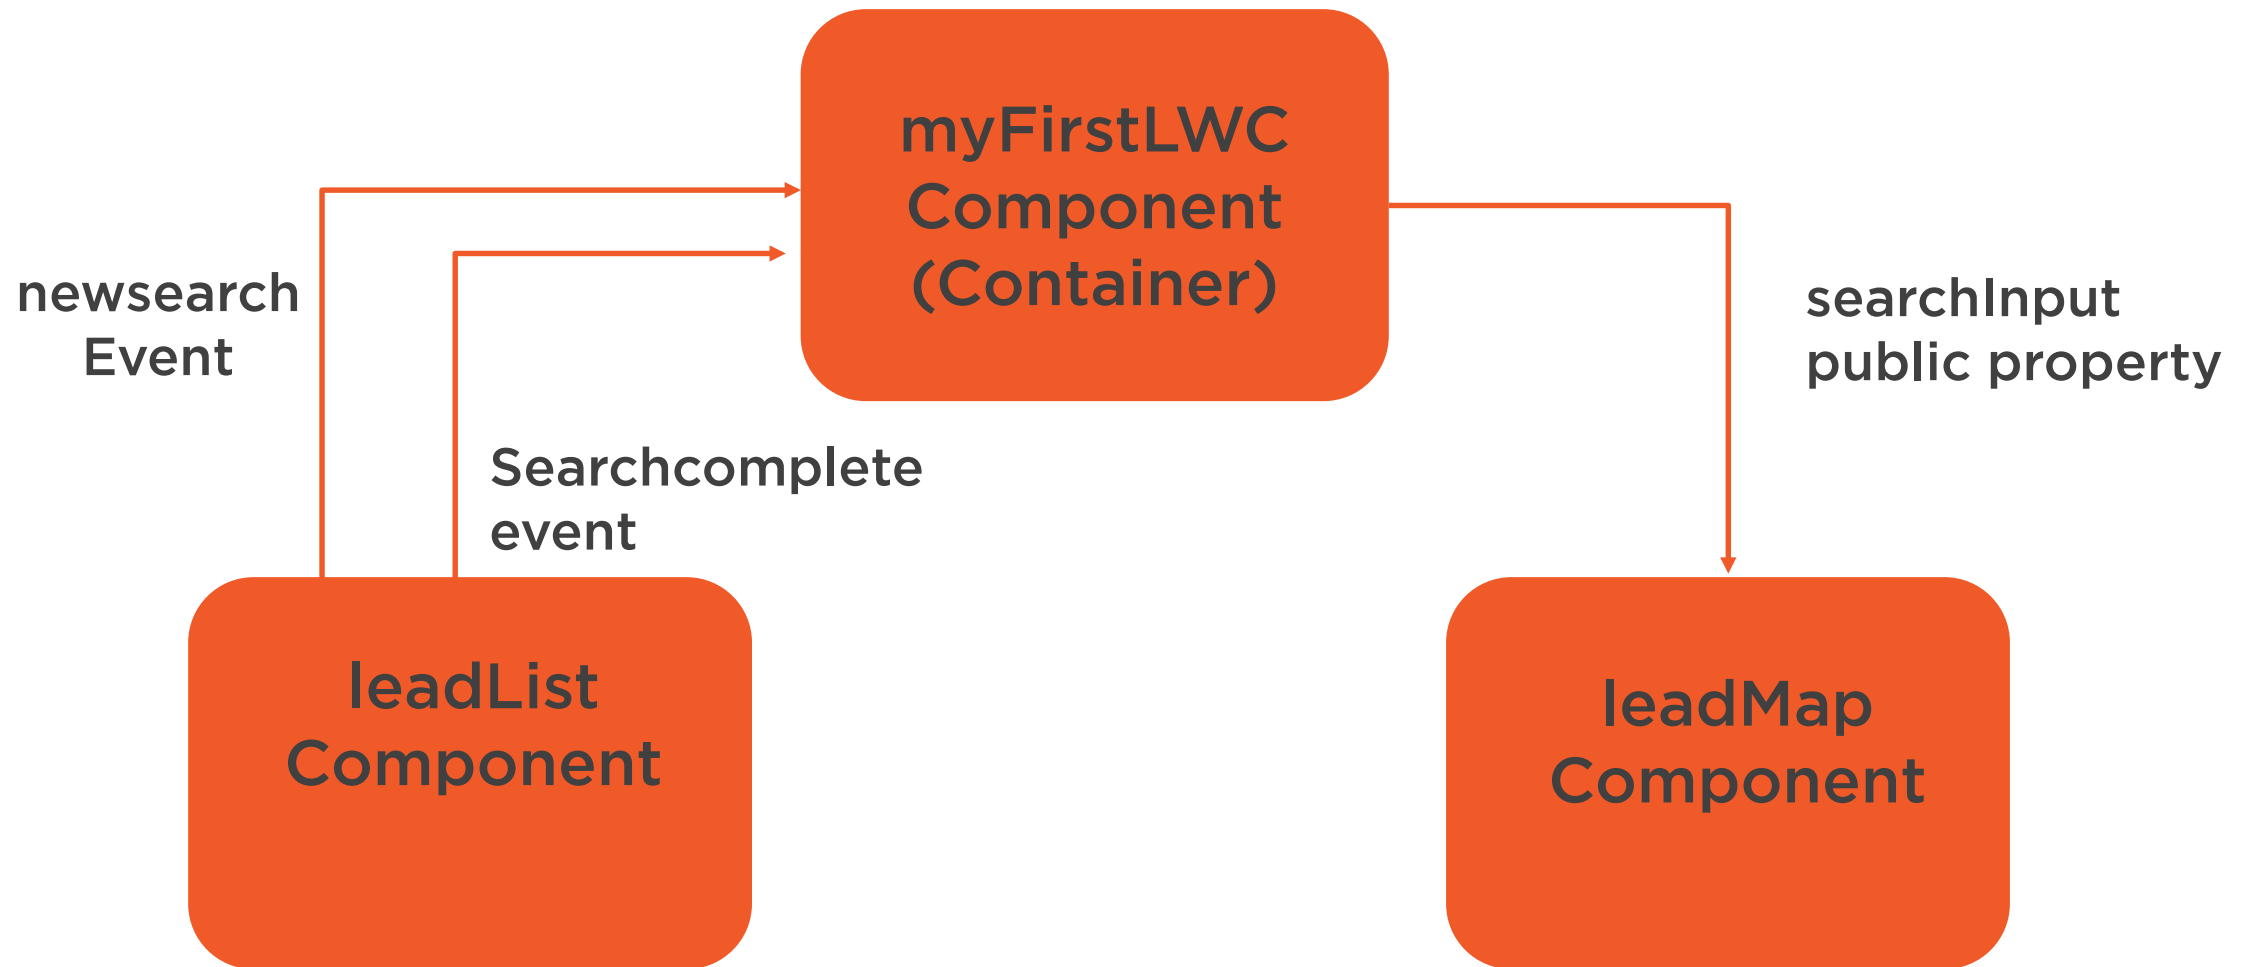 myFirstLWC
Component
(Container)
newsearch
Event
searchInput
public property
Searchcomplete
event
leadList
Component
leadMap
Component